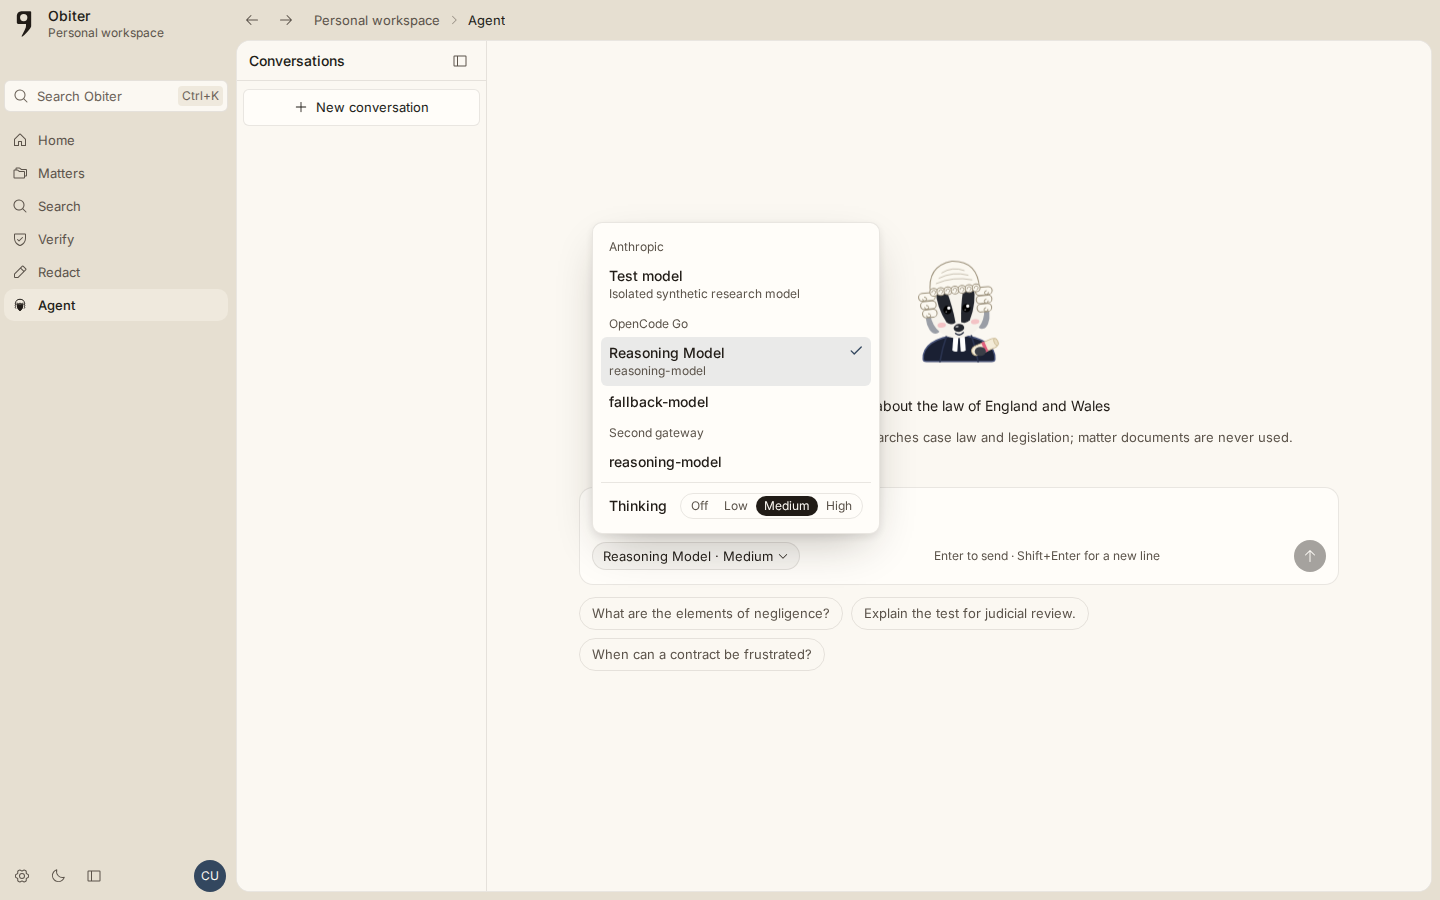 Obiter
Personal workspace
Personal workspace > Agent
Search Obiter Ctrl+K
Home
Matters
Search
Verify
Redact
Agent
CU
Conversations
+ New conversation
Anthropic
Test model
Isolated synthetic research model
OpenCode Go
Reasoning Model
reasoning-model
fallback-model
Second gateway
reasoning-model
Thinking Off Low Medium High
about the law of England and Wales
arches case law and legislation; matter documents are never used.
Reasoning Model · Medium
Enter to send · Shift+Enter for a new line
What are the elements of negligence?
Explain the test for judicial review.
When can a contract be frustrated?